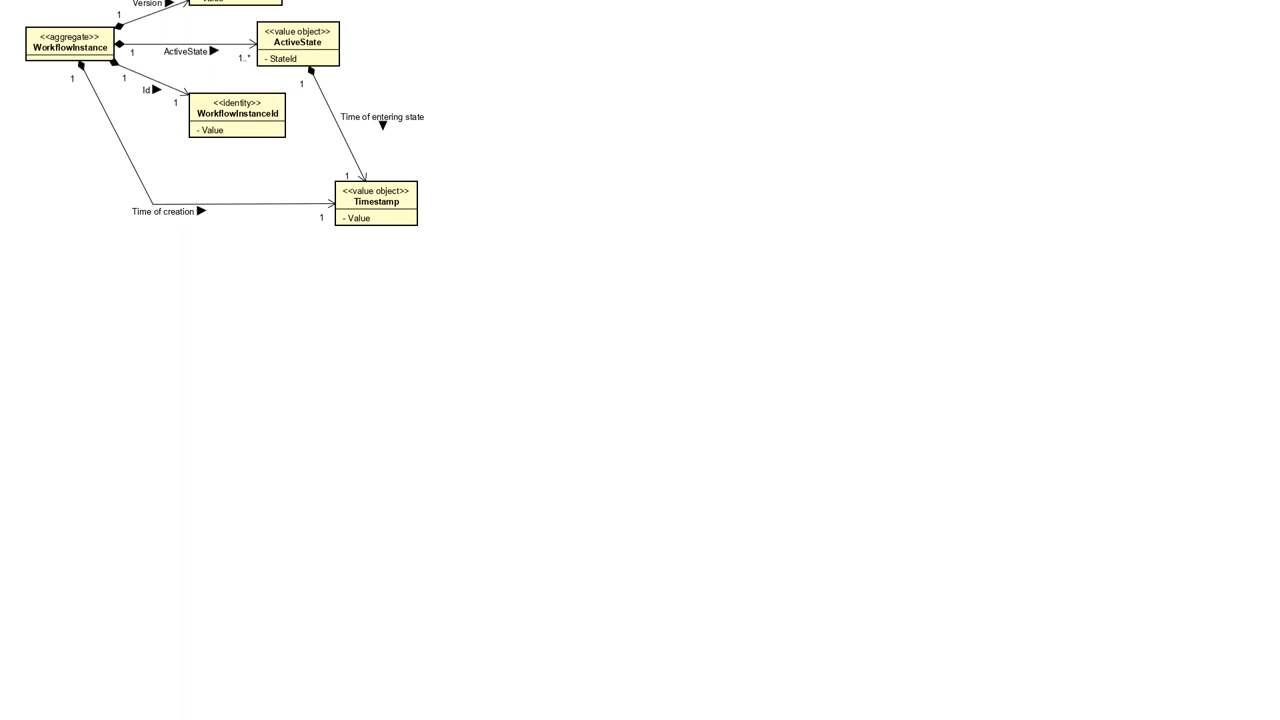 Version
1
<<aggregate>>
WorkflowInstance
1
ActiveState
1..*
<<value object>>
ActiveState
- StateId
1
1
Id
1
<<identity>>
WorkflowInstanceId
- Value
1
Time of entering state
1
<<value object>>
Timestamp
- Value
Time of creation
1